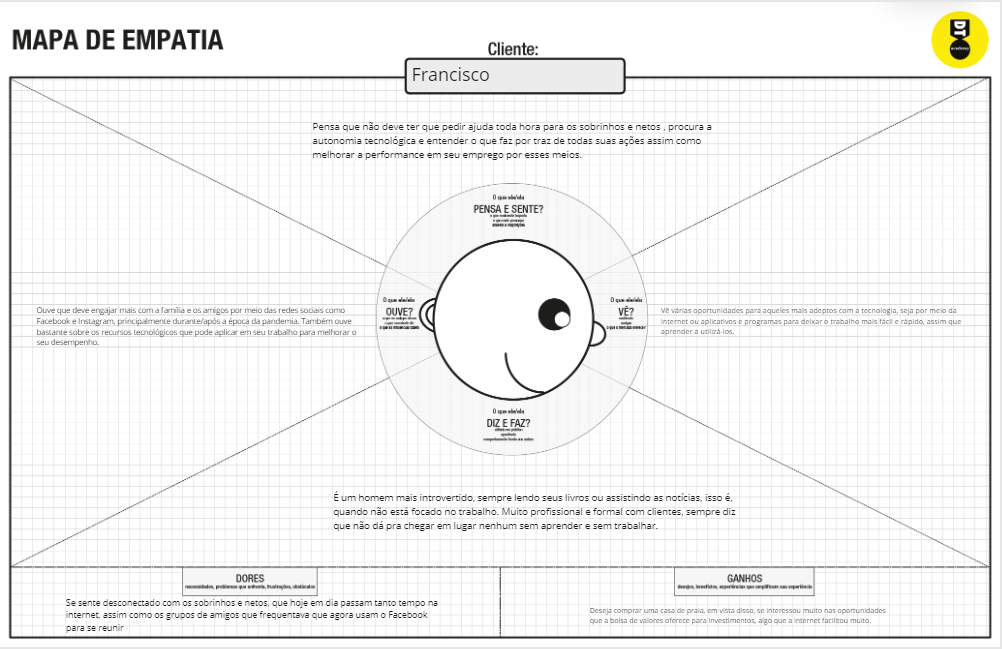 MAPA DE EMPATIA
DT
academy
Cliente:
Francisco
Pensa que não deve ter que pedir ajuda toda hora para os sobrinhos e netos , procura a
autonomia tecnológica e entender o que faz por traz de todas suas ações assim como
melhorar a performance em seu emprego por esses meios.
O que ele/ela
PENSA E SENTE?
O que ele/ela
OUVE?
Ouve que deve engajar mais com a família e os amigos por meio das redes sociais como
Facebook e Instagram, principalmente durante/após a época da pandemia. Também ouve
bastante sobre os recursos tecnológicos que pode aplicar em seu trabalho para melhorar o
seu desempenho.
O que ele/ela
VÊ?
Vê várias oportunidades para aqueles mais adeptos com a tecnologia, seja por meio da
internet ou aplicativos e programas para deixar o trabalho mais fácil e rápido, assim que
aprender a utilizá-los.
O que ele/ela
DIZ E FAZ?
É um homem mais introvertido, sempre lendo seus livros ou assistindo as notícias, isso é,
quando não está focado no trabalho. Muito profissional e formal com clientes, sempre diz
que não dá pra chegar em lugar nenhum sem aprender e sem trabalhar.
DORES
necessidades, problemas que enfrenta, frustrações, obstáculos
Se sente desconectado com os sobrinhos e netos, que hoje em dia passam tanto tempo na
internet, assim como os grupos de amigos que frequentava que agora usam o Facebook
para se reunir
GANHOS
desejos, benefícios, experiências que amplificam sua experiência
Deseja comprar uma casa de praia, em vista disso, se interessou muito nas oportunidades
que a bolsa de valores oferece para investimentos, algo que a internet facilitou muito.